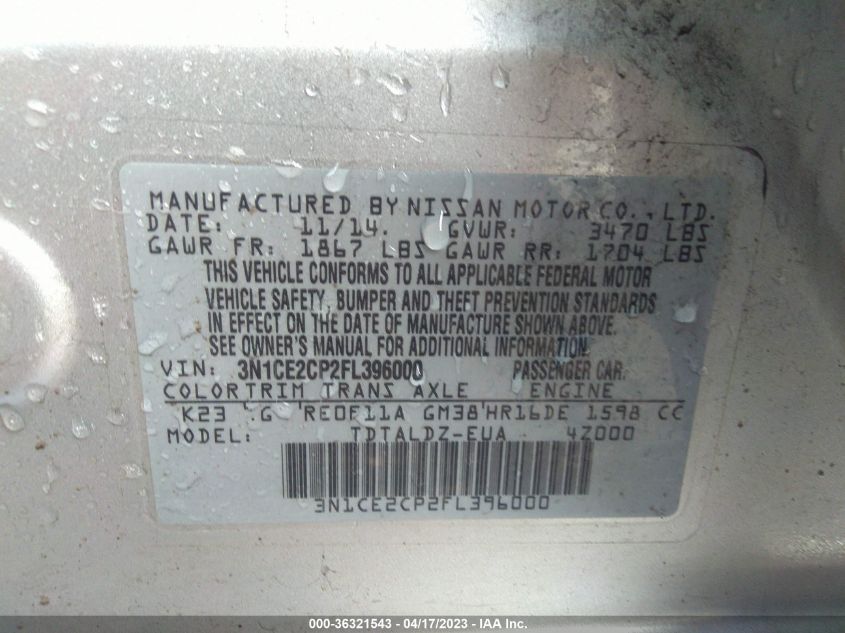 MANUFACTURED BY NISSAN MOTOR CO., LTD.
DATE: 11/14. GVWR: 3470 LBS
GAWR FR: 1867 LBS GAWR RR: 1704 LBS
THIS VEHICLE CONFORMS TO ALL APPLICABLE FEDERAL MOTOR
VEHICLE SAFETY, BUMPER AND THEFT PREVENTION STANDARDS
IN EFFECT ON THE DATE OF MANUFACTURE SHOWN ABOVE.
SEE OWNER'S MANUAL FOR ADDITIONAL INFORMATION.
VIN: 3N1CE2CP2FL396000 PASSENGER CAR.
COLOR TRIM TRANS AXLE ENGINE
K23 G RE0F11A GM38 HR16DE 1598 CC
MODEL: TDTALDZ-EUA 4Z000
3N1CE2CP2FL396000
000-36321543 - 04/17/2023 - IAA Inc.